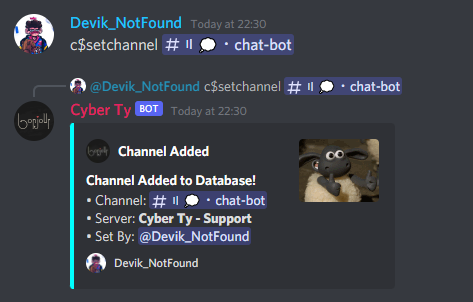 Devik_NotFound Today at 22:30
c$setchannel # 💭・chat-bot
@Devik_NotFound c$setchannel # 💭・chat-bot
Cyber Ty BOT Today at 22:30
Channel Added
Channel Added to Database!
• Channel: # 💭・chat-bot
• Server: Cyber Ty - Support
• Set By: @Devik_NotFound
Devik_NotFound